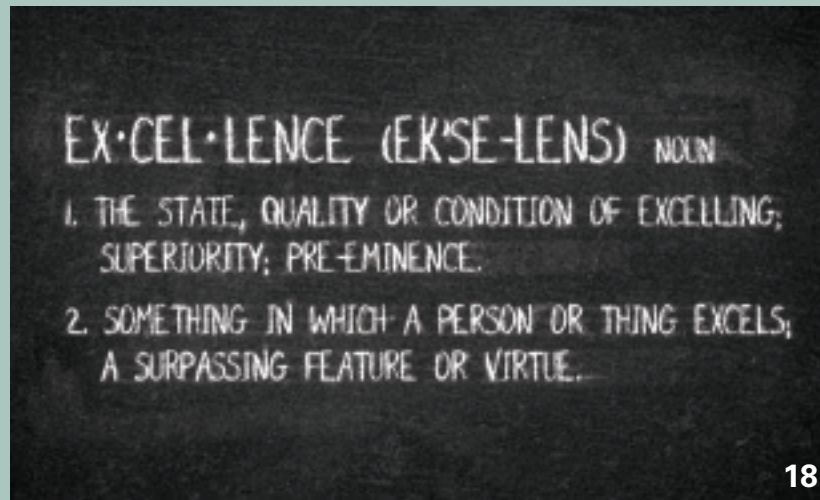 EX·CEL·LENCE (EK'SE-LENS) NOUN
1. THE STATE, QUALITY OR CONDITION OF EXCELLING;
SUPERIORITY; PRE-EMINENCE.
2. SOMETHING IN WHICH A PERSON OR THING EXCELS;
A SURPASSING FEATURE OR VIRTUE.
18